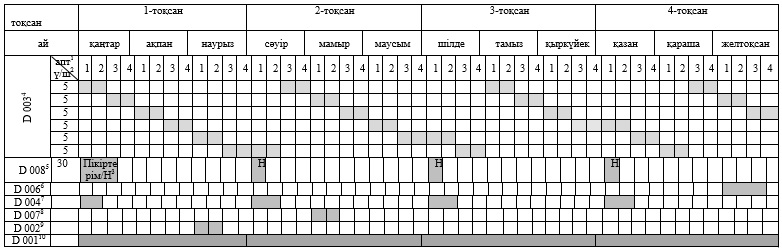 тоқсан 1-тоқсан 2-тоқсан 3-тоқсан 4-тоқсан
ай қаңтар ақпан наурыз сәуір мамыр маусым шілде тамыз қыркүйек қазан қараша желтоқсан
апт¹
ү/ш² 1 2 3 4 1 2 3 4 1 2 3 4 1 2 3 4 1 2 3 4 1 2 3 4 1 2 3 4 1 2 3 4 1 2 3 4 1 2 3 4 1 2 3 4 1 2 3 4
D 003⁴
5
5
5
5
5
5
D 008⁵ 30 Пікірте Н Н Н
рім/Н³
D 006⁶
D 004⁷
D 007⁸
D 002⁹
D 001¹⁰